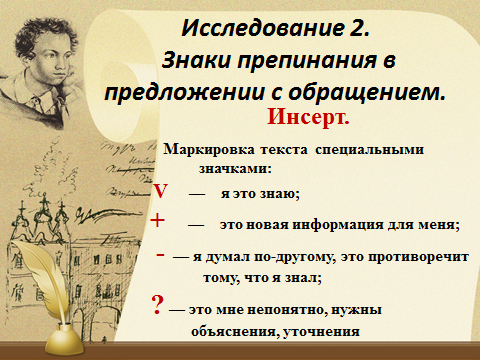 Исследование 2.
Знаки препинания в
предложении с обращением.
Инсерт.
Маркировка текста специальными
значками:
V — я это знаю;
+ — это новая информация для меня;
- — я думал по-другому, это противоречит
тому, что я знал;
? — это мне непонятно, нужны
объяснения, уточнения